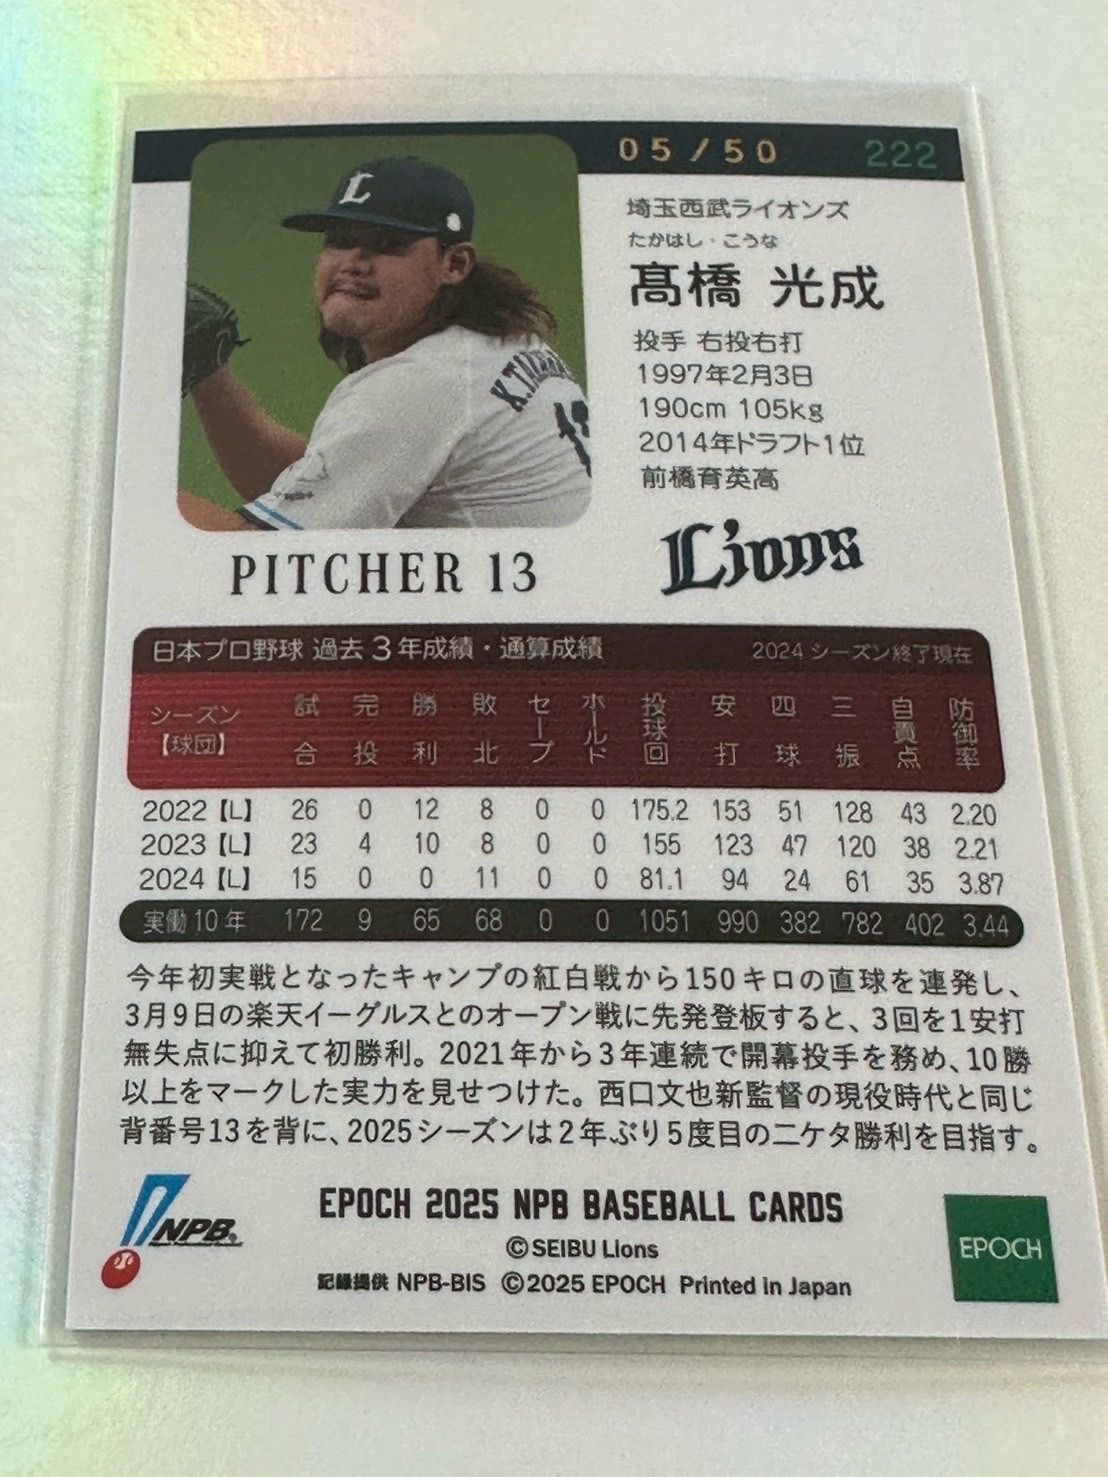 05/50 222
埼玉西武ライオンズ
たかはし・こうな
髙橋 光成
投手 右投右打
1997年2月3日
190cm 105kg
2014年ドラフト1位
前橋育英高
L
PITCHER 13
Lions
日本プロ野球 過去3年成績・通算成績 2024 シーズン終了現在
シーズン【球団】 試合 完投 勝利 敗北 セーブ ホールド 投球回 安打 四球 三振 自責点 防御率
2022【L】 26 0 12 8 0 0 175.2 153 51 128 43 2.20
2023【L】 23 4 10 8 0 0 155 123 47 120 38 2.21
2024【L】 15 0 0 11 0 0 81.1 94 24 61 35 3.87
実働10年 172 9 65 68 0 0 1051 990 382 782 402 3.44
今年初実戦となったキャンプの紅白戦から150キロの直球を連発し、
3月9日の楽天イーグルスとのオープン戦に先発登板すると、3回を1安打
無失点に抑えて初勝利。2021年から3年連続で開幕投手を務め、10勝
以上をマークした実力を見せつけた。西口文也新監督の現役時代と同じ
背番号13を背に、2025シーズンは2年ぶり5度目の二ケタ勝利を目指す。
NPB
EPOCH 2025 NPB BASEBALL CARDS
©SEIBU Lions
記録提供 NPB-BIS ©2025 EPOCH Printed in Japan
EPOCH